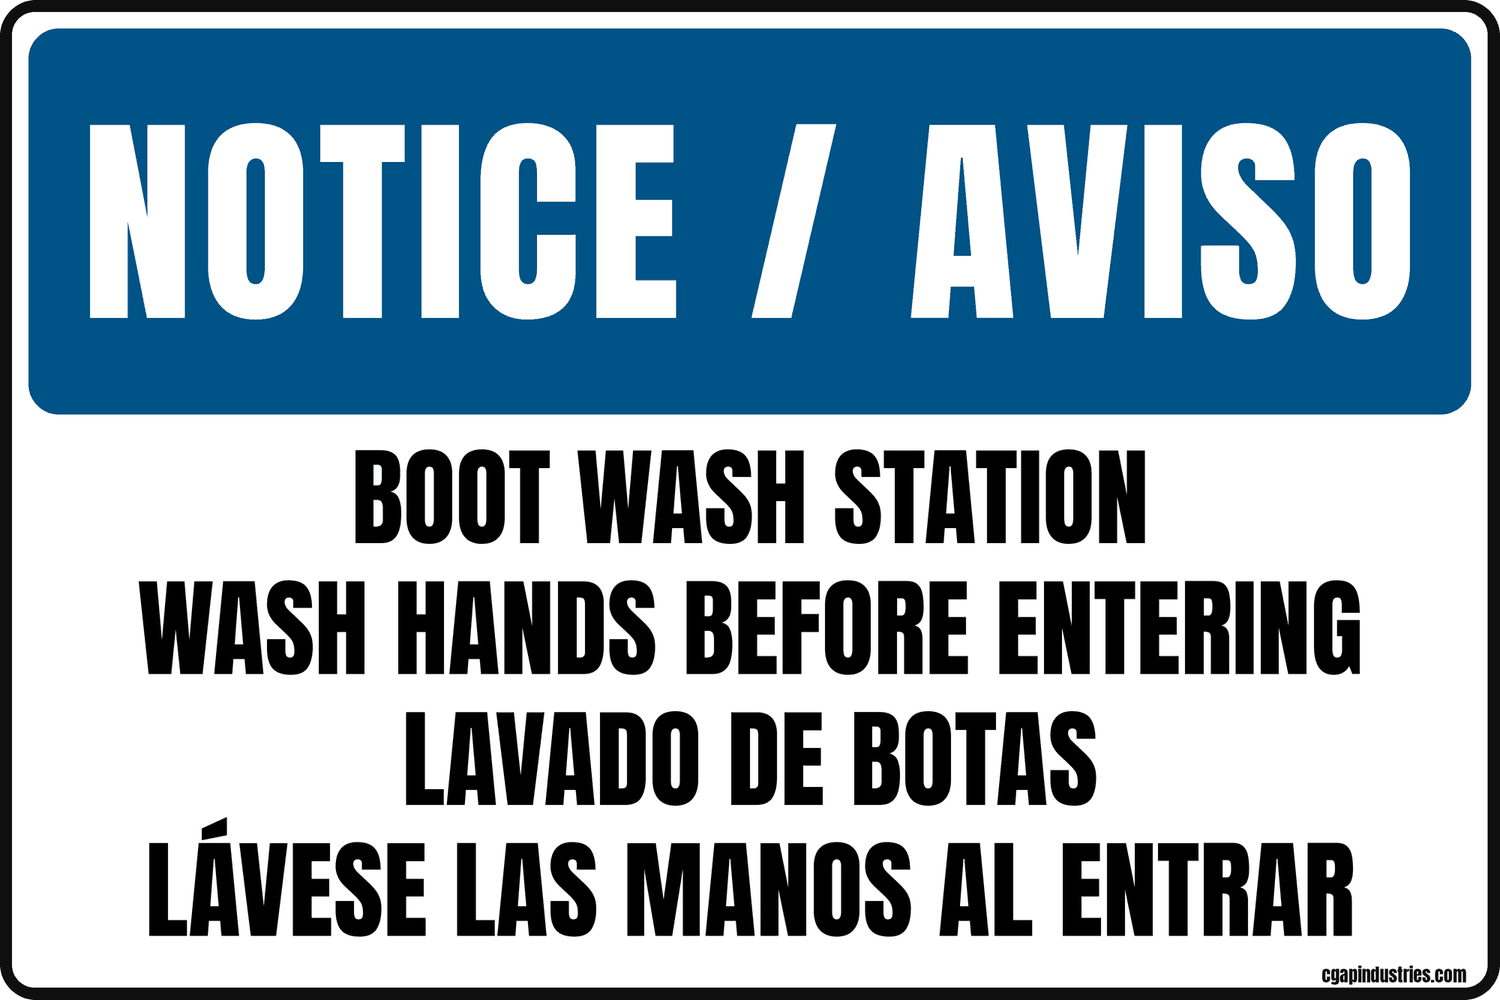 NOTICE / AVISO
BOOT WASH STATION
WASH HANDS BEFORE ENTERING
LAVADO DE BOTAS
LÁVESE LAS MANOS AL ENTRAR
cgapindustries.com